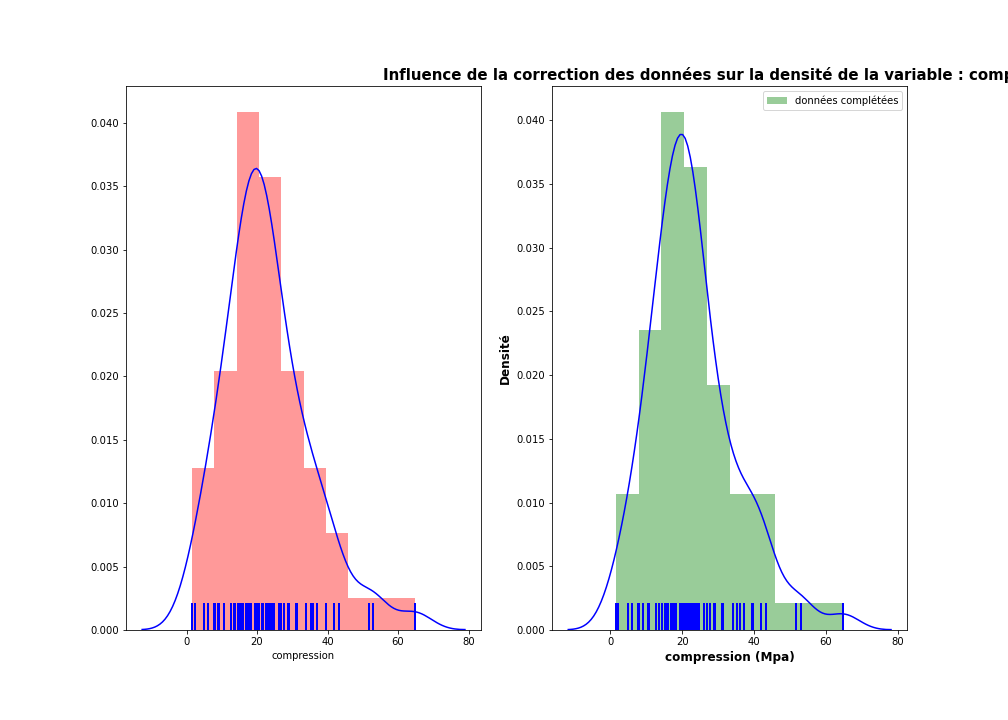 Influence de la correction des données sur la densité de la variable : comp
0.040
0.035
0.030
0.025
0.020
0.015
0.010
0.005
0.000
0 20 40 60 80
compression
données complétées
Densité
0.040
0.035
0.030
0.025
0.020
0.015
0.010
0.005
0.000
0 20 40 60 80
compression (Mpa)